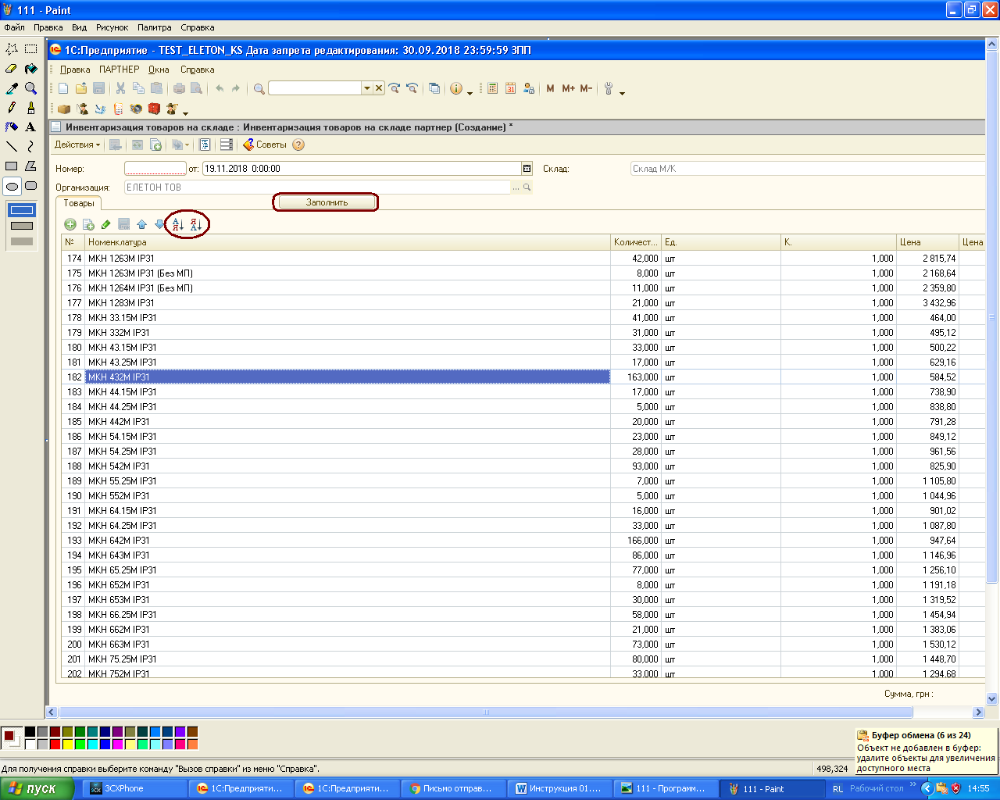 111 - Paint
Файл Правка Вид Рисунок Палитра Справка
1С:Предприятие - TEST_ELETON_KS Дата запрета редактирования: 30.09.2018 23:59:59 ЗПП
Правка ПАРТНЕР Окна Справка
M M+ M-
Инвентаризация товаров на складе : Инвентаризация товаров на складе партнер (Создание) *
Действия Советы
Номер: от: 19.11.2018 0:00:00 Склад: Склад М/К
Организация: ЕЛЕТОН ТОВ ...
Товары Заполнить
№ Номенклатура Количест... Ед. К. Цена Цена
174 МКН 1263М IP31 42,000 шт 1,000 2 815,74
175 МКН 1263М IP31 (Без МП) 8,000 шт 1,000 2 168,64
176 МКН 1264М IP31 (Без МП) 11,000 шт 1,000 2 359,80
177 МКН 1283М IP31 21,000 шт 1,000 3 432,96
178 МКН 33.15М IP31 41,000 шт 1,000 464,00
179 МКН 332М IP31 31,000 шт 1,000 495,12
180 МКН 43.15М IP31 33,000 шт 1,000 500,22
181 МКН 43.25М IP31 17,000 шт 1,000 629,16
182 МКН 432М IP31 163,000 шт 1,000 584,52
183 МКН 44.15М IP31 17,000 шт 1,000 738,90
184 МКН 44.25М IP31 5,000 шт 1,000 838,80
185 МКН 442М IP31 20,000 шт 1,000 791,28
186 МКН 54.15М IP31 23,000 шт 1,000 849,12
187 МКН 54.25М IP31 28,000 шт 1,000 961,56
188 МКН 542М IP31 93,000 шт 1,000 825,90
189 МКН 55.25М IP31 7,000 шт 1,000 1 105,80
190 МКН 552М IP31 5,000 шт 1,000 1 044,96
191 МКН 64.15М IP31 16,000 шт 1,000 901,02
192 МКН 64.25М IP31 33,000 шт 1,000 1 087,80
193 МКН 642М IP31 166,000 шт 1,000 947,64
194 МКН 643М IP31 86,000 шт 1,000 1 146,96
195 МКН 65.25М IP31 77,000 шт 1,000 1 256,10
196 МКН 652М IP31 8,000 шт 1,000 1 191,18
197 МКН 653М IP31 30,000 шт 1,000 1 319,52
198 МКН 66.25М IP31 58,000 шт 1,000 1 454,94
199 МКН 662М IP31 21,000 шт 1,000 1 383,06
200 МКН 663М IP31 73,000 шт 1,000 1 530,12
201 МКН 75.25М IP31 80,000 шт 1,000 1 448,70
202 МКН 752М IP31 33,000 шт 1,000 1 294,68
Сумма, грн :
Буфер обмена (6 из 24)
Объект не добавлен в буфер:
удалите объекты для увеличения
доступного места
Для получения справки выберите команду "Вызов справки" из меню "Справка". 498,324
пуск 3CXPhone 1С:Предприяти... 1С:Предприяти... Письмо отправ... Инструкция 01.... 111 - Программ... 111 - Paint RL Рабочий стол 14:55